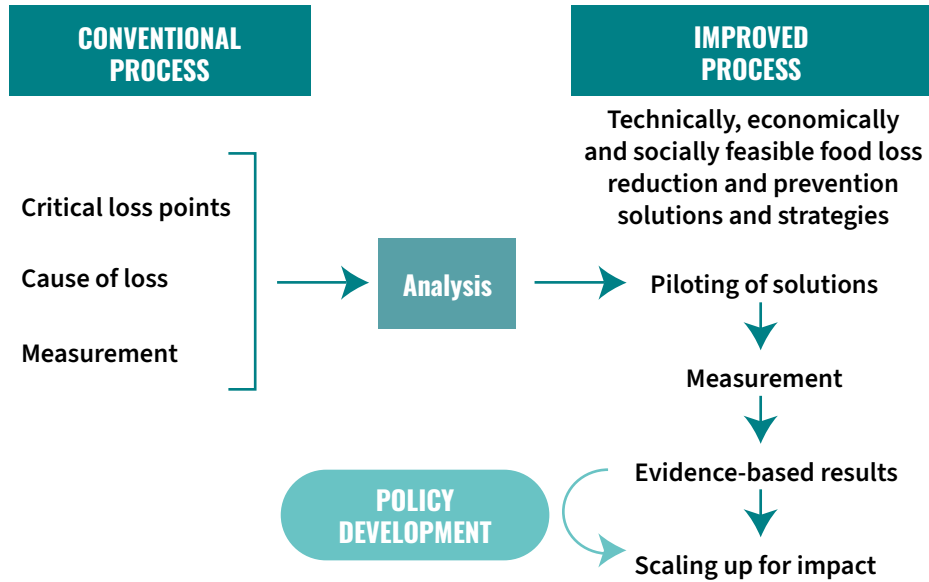 CONVENTIONAL
PROCESS
Critical loss points
Cause of loss
Measurement
Analysis
IMPROVED
PROCESS
Technically, economically
and socially feasible food loss
reduction and prevention
solutions and strategies
Piloting of solutions
Measurement
Evidence-based results
POLICY
DEVELOPMENT
Scaling up for impact